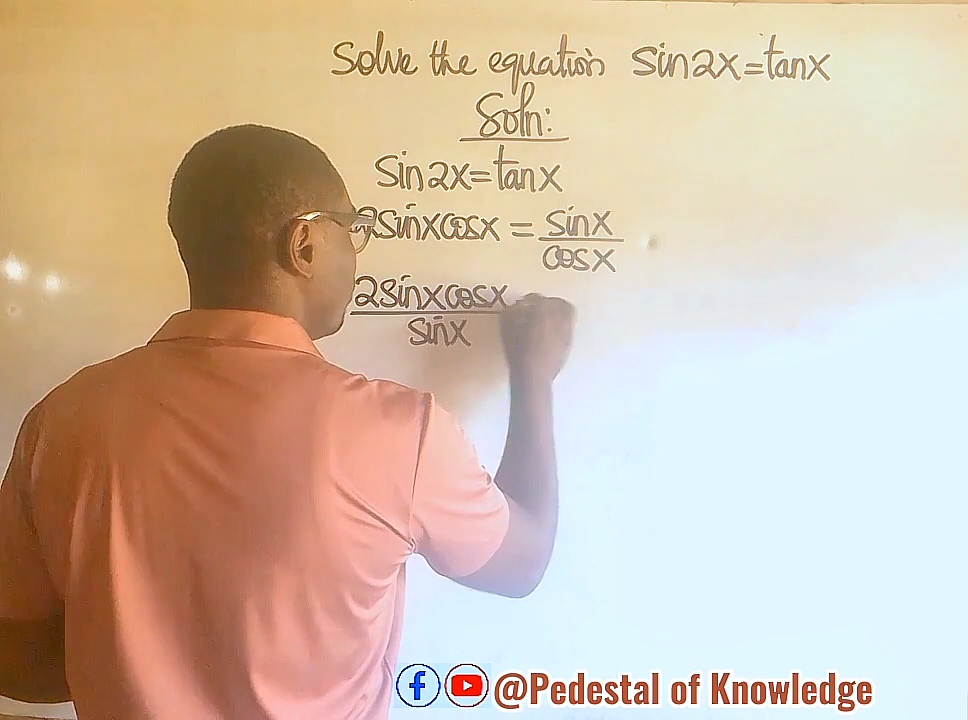 Solve the equation sin2x=tanx
Soln:
sin2x=tanx
2sinxcosx = sinx
cosx
2sinxcosx
sinx
@Pedestal of Knowledge